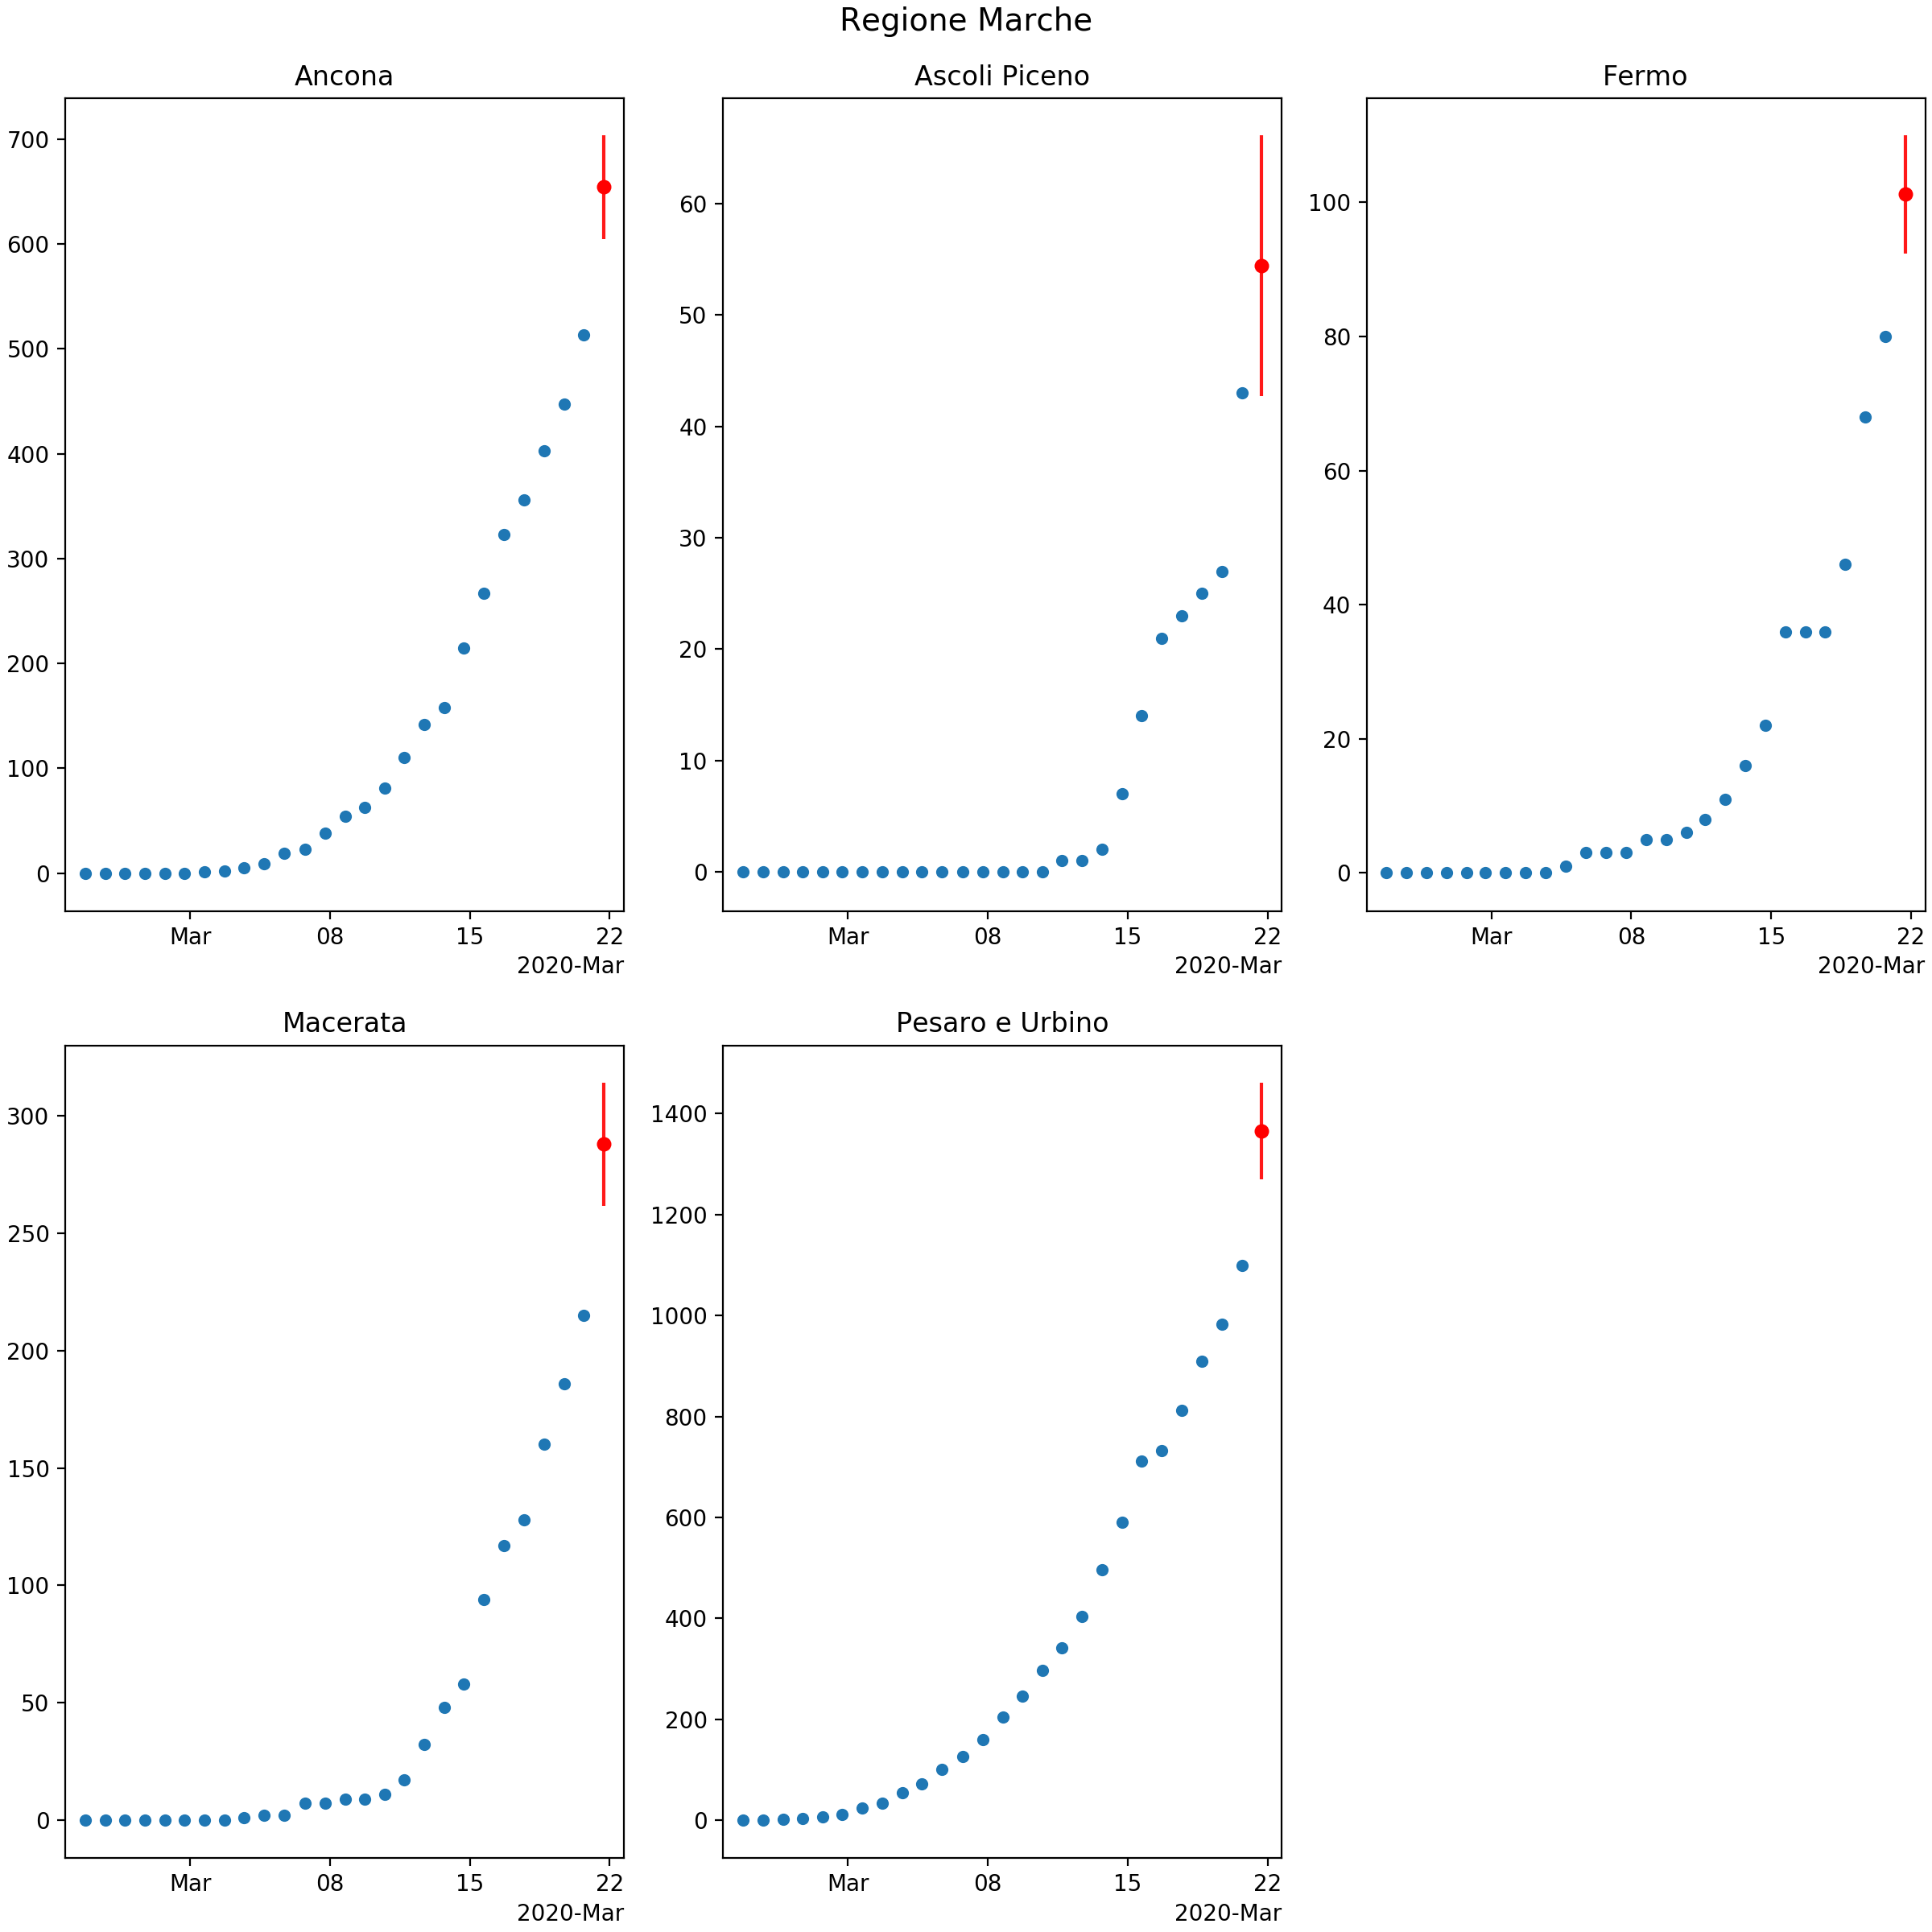 Regione Marche
Ancona
700
600
500
400
300
200
100
0
Mar 08 15 22
2020-Mar
Ascoli Piceno
60
50
40
30
20
10
0
Mar 08 15 22
2020-Mar
Fermo
100
80
60
40
20
0
Mar 08 15 22
2020-Mar
Macerata
300
250
200
150
100
50
0
Mar 08 15 22
2020-Mar
Pesaro e Urbino
1400
1200
1000
800
600
400
200
0
Mar 08 15 22
2020-Mar